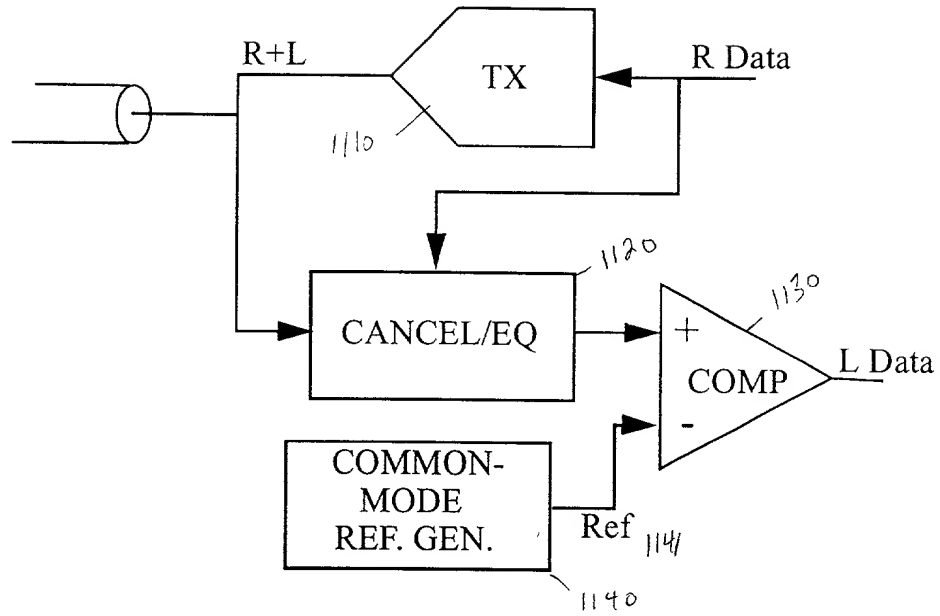 R+L
TX
R Data
1110
1120
CANCEL/EQ
1130
+
COMP
-
L Data
COMMON-
MODE
REF. GEN.
Ref
1141
1140